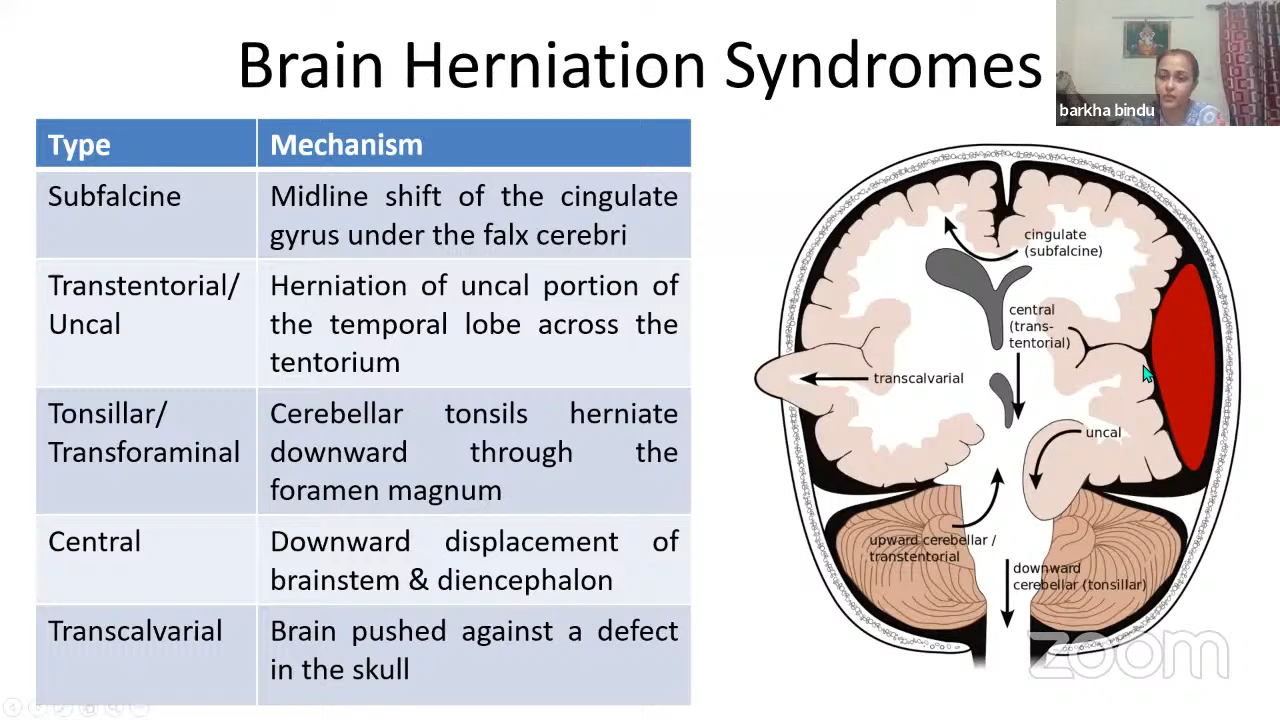 Brain Herniation Syndromes
barkha bindu
Type
Mechanism
Subfalcine
Midline shift of the cingulate
gyrus under the falx cerebri
Transtentorial/
Uncal
Herniation of uncal portion of
the temporal lobe across the
tentorium
Tonsillar/
Transforaminal
Cerebellar tonsils herniate
downward through the
foramen magnum
Central
Downward displacement of
brainstem & diencephalon
Transcalvarial
Brain pushed against a defect
in the skull
cingulate
(subfalcine)
central
(trans-
tentorial)
transcalvarial
uncal
upward cerebellar /
transtentorial
downward
cerebellar (tonsillar)
zoom